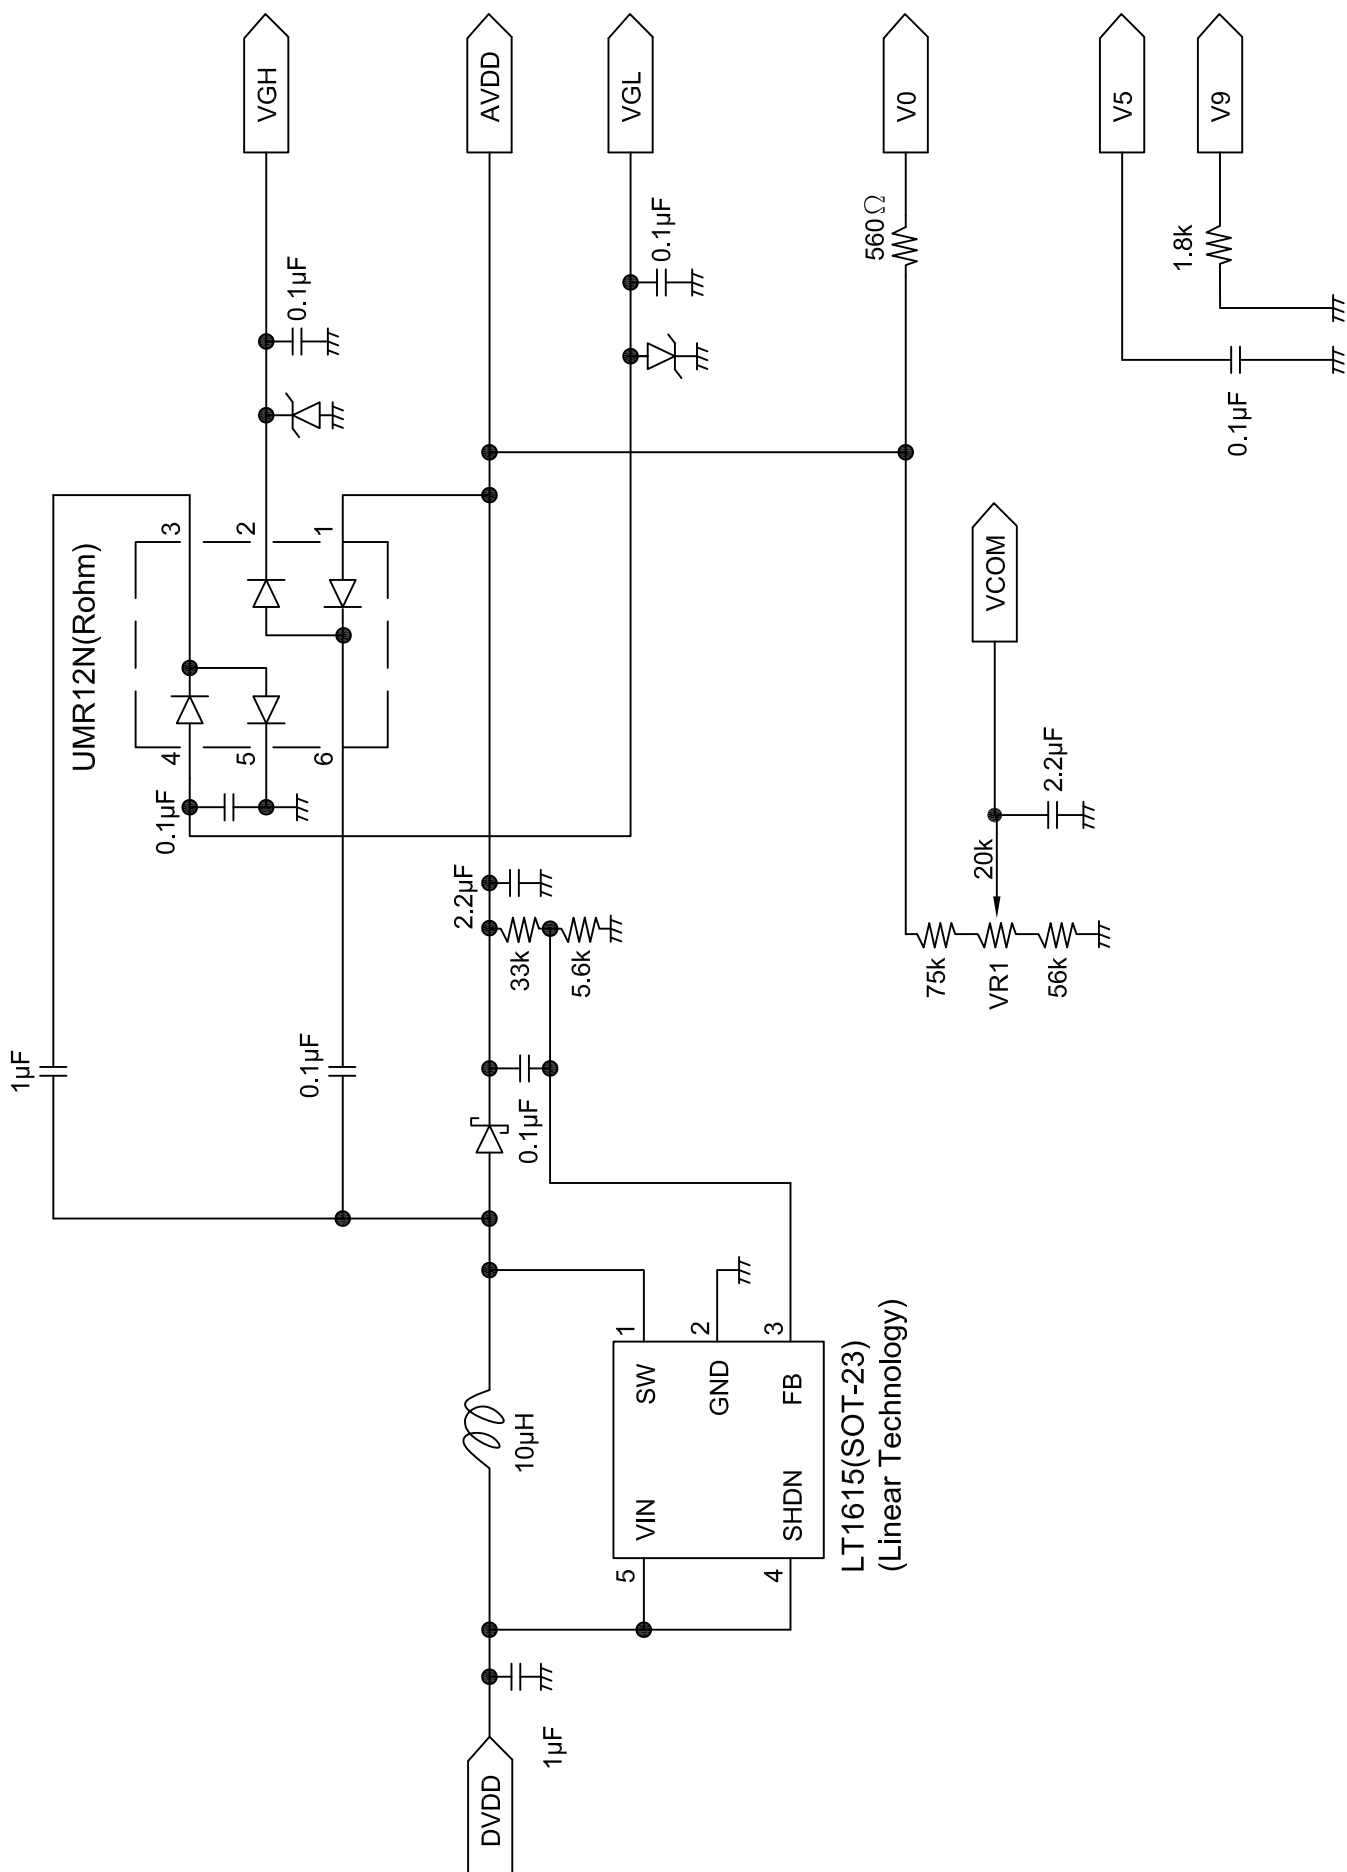 VGH
AVDD
VGL
V0
V5
V9
0.1µF
0.1µF
560Ω
1.8k
0.1µF
UMR12N(Rohm)
3
2
1
4
5
6
0.1µF
VCOM
2.2µF
20k
2.2µF
33k
5.6k
75k
VR1
56k
1µF
0.1µF
0.1µF
10µH
1
2
3
SW
GND
FB
VIN
SHDN
5
4
LT1615(SOT-23)
(Linear Technology)
1µF
DVDD